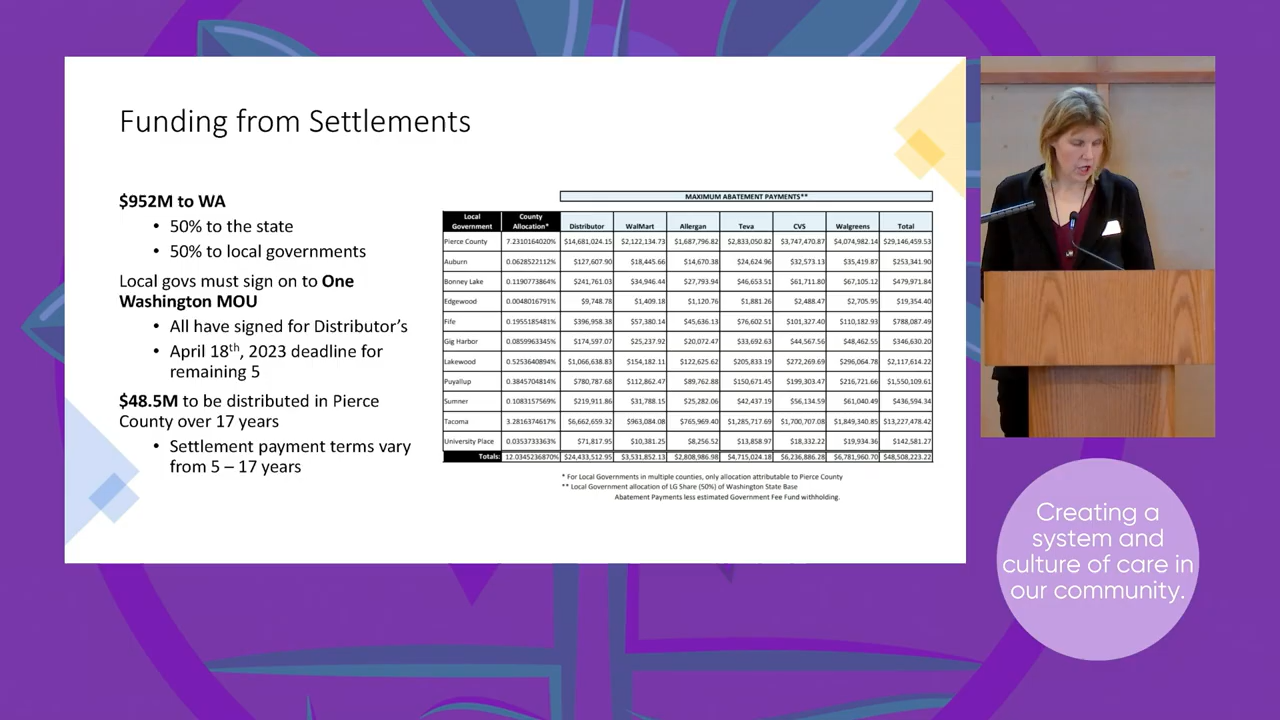 Funding from Settlements
$952M to WA
• 50% to the state
• 50% to local governments
Local govs must sign on to One
Washington MOU
• All have signed for Distributor's
• April 18th, 2023 deadline for
remaining 5
$48.5M to be distributed in Pierce
County over 17 years
• Settlement payment terms vary
from 5 – 17 years
MAXIMUM ABATEMENT PAYMENTS**
Local Government County Allocation* Distributor WalMart Allergan Teva CVS Walgreens Total
Pierce County 7.2310164020% $14,681,024.15 $2,122,134.73 $1,687,796.82 $2,833,050.82 $3,747,470.87 $4,074,982.14 $29,146,459.53
Auburn 0.0628522112% $127,607.90 $18,445.66 $14,670.38 $24,624.96 $32,573.13 $35,419.87 $253,341.90
Bonney Lake 0.1190773864% $241,761.03 $34,946.44 $27,793.94 $46,653.51 $61,711.80 $67,105.12 $479,971.84
Edgewood 0.0048016791% $9,748.78 $1,409.18 $1,120.76 $1,881.26 $2,488.47 $2,705.95 $19,354.40
Fife 0.1955185481% $396,958.38 $57,380.14 $45,636.13 $76,602.51 $101,327.40 $110,182.93 $788,087.49
Gig Harbor 0.0859963345% $174,597.07 $25,237.92 $20,072.47 $33,692.63 $44,567.56 $48,462.55 $346,630.20
Lakewood 0.5253640894% $1,066,638.83 $154,182.11 $122,625.62 $205,833.19 $272,269.69 $296,064.78 $2,117,614.22
Puyallup 0.3845704814% $780,787.68 $112,862.47 $89,762.88 $150,671.45 $199,303.47 $216,721.66 $1,550,109.61
Sumner 0.1083157569% $219,911.86 $31,788.15 $25,282.06 $42,437.19 $56,134.59 $61,040.49 $436,594.34
Tacoma 3.2816374617% $6,662,659.32 $963,084.08 $765,969.40 $1,285,717.69 $1,700,707.08 $1,849,340.85 $13,227,478.42
University Place 0.0353733363% $71,817.95 $10,381.25 $8,256.52 $13,858.97 $18,332.22 $19,934.36 $142,581.27
Totals: 12.0345236870% $24,433,512.95 $3,531,852.13 $2,808,986.98 $4,715,024.18 $6,236,886.28 $6,781,960.70 $48,508,223.22
* For Local Governments in multiple counties, only allocation attributable to Pierce County
** Local Government allocation of LG Share (50%) of Washington State Base
Abatement Payments less estimated Government Fee Fund withholding.
Creating a
system and
culture of care in
our community.